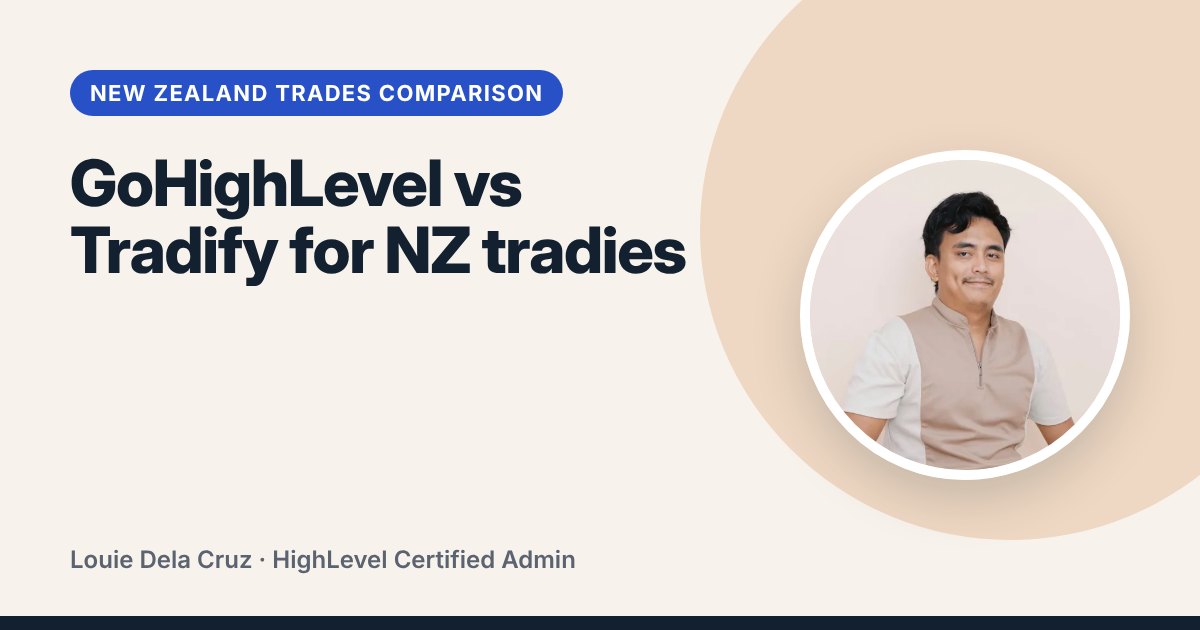 NEW ZEALAND TRADES COMPARISON
GoHighLevel vs
Tradify for NZ tradies
Louie Dela Cruz · HighLevel Certified Admin